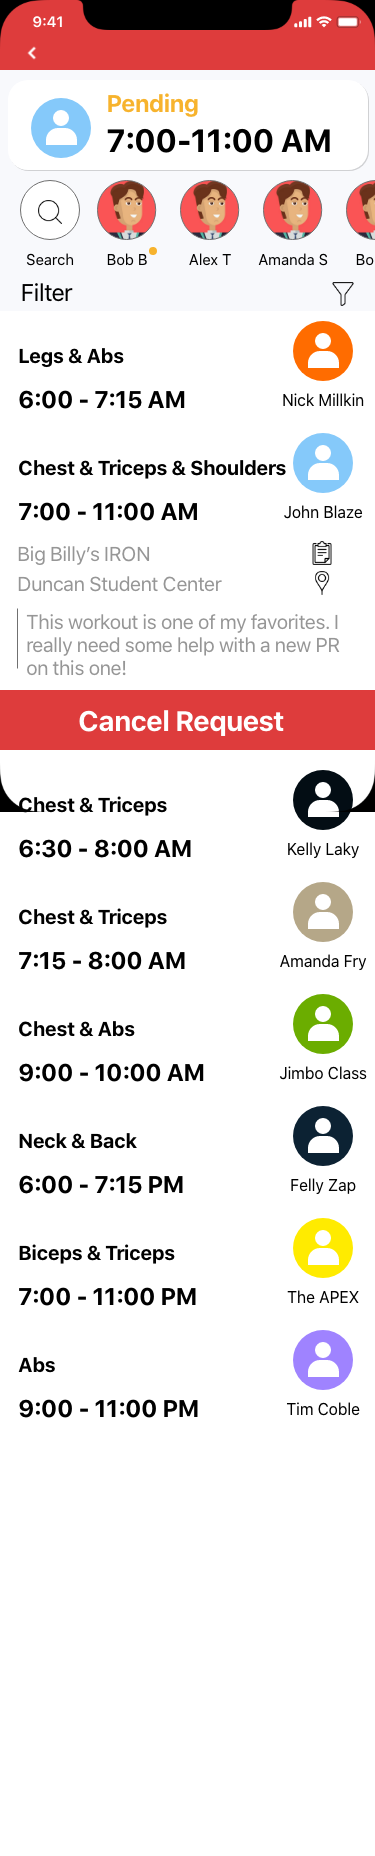 9:41
Pending
7:00-11:00 AM
Search
Bob B
Alex T
Amanda S
Bo
Filter
Legs & Abs
6:00 - 7:15 AM
Nick Millkin
Chest & Triceps & Shoulders
7:00 - 11:00 AM
John Blaze
Big Billy's IRON
Duncan Student Center
This workout is one of my favorites. I
really need some help with a new PR
on this one!
Cancel Request
Chest & Triceps
6:30 - 8:00 AM
Kelly Laky
Chest & Triceps
7:15 - 8:00 AM
Amanda Fry
Chest & Abs
9:00 - 10:00 AM
Jimbo Class
Neck & Back
6:00 - 7:15 PM
Felly Zap
Biceps & Triceps
7:00 - 11:00 PM
The APEX
Abs
9:00 - 11:00 PM
Tim Coble